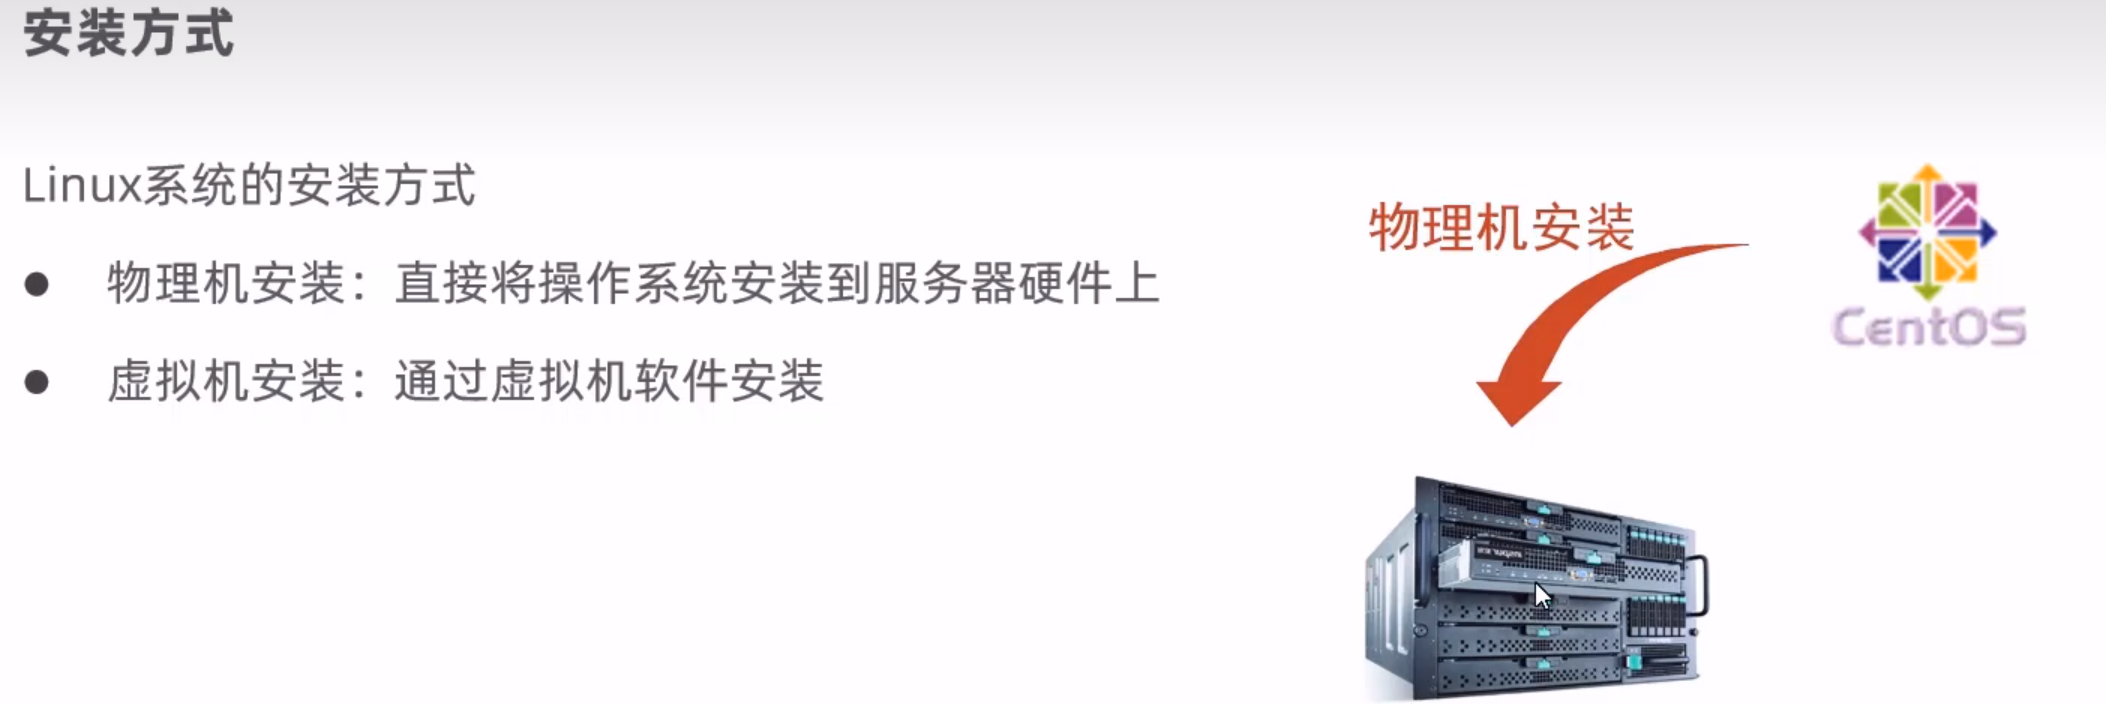 安装方式
Linux系统的安装方式
● 物理机安装：直接将操作系统安装到服务器硬件上
● 虚拟机安装：通过虚拟机软件安装
物理机安装
CentOS